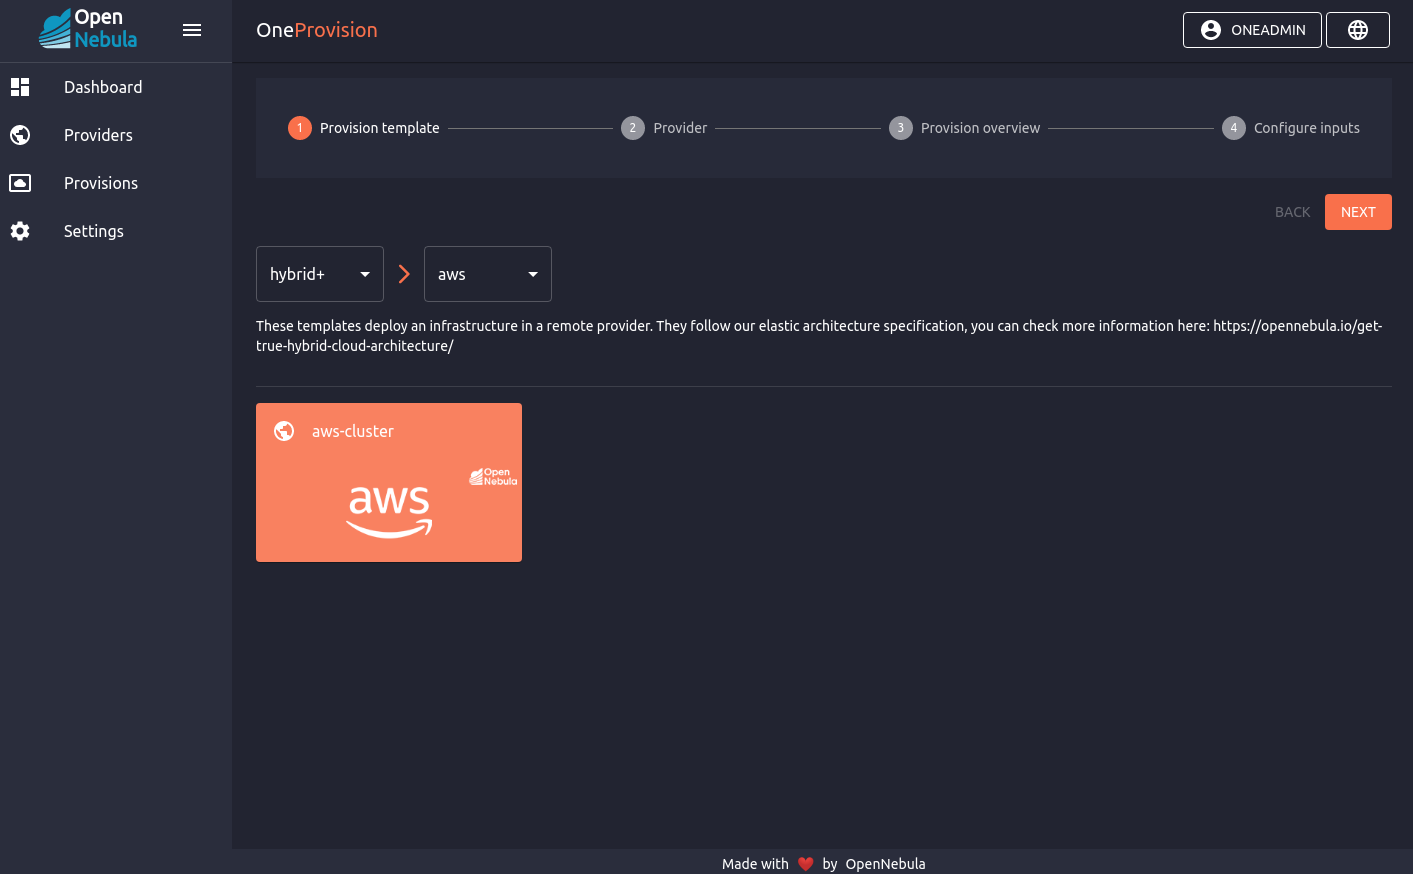 Open
Nebula
OneProvision
ONEADMIN
Dashboard
Providers
Provisions
Settings
1 Provision template
2 Provider
3 Provision overview
4 Configure inputs
BACK
NEXT
hybrid+
aws
These templates deploy an infrastructure in a remote provider. They follow our elastic architecture specification, you can check more information here: https://opennebula.io/get-
true-hybrid-cloud-architecture/
aws-cluster
Open
Nebula
aws
Made with ❤️ by OpenNebula